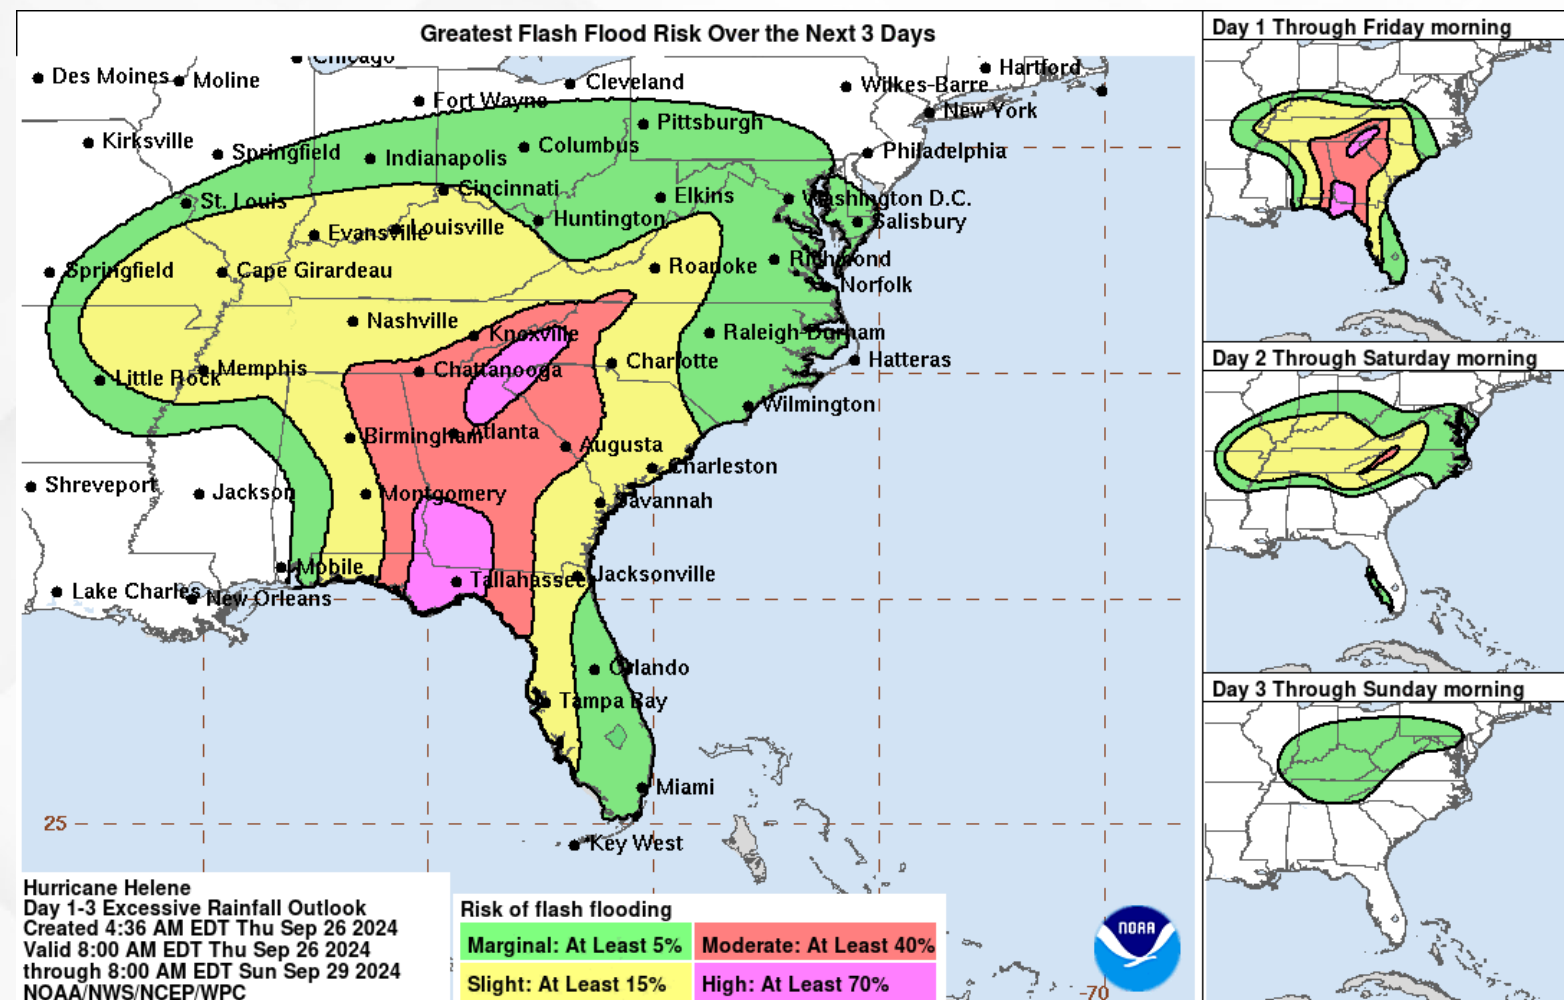 Greatest Flash Flood Risk Over the Next 3 Days
Chicago
Des Moines
Moline
Cleveland
Hartford
Wilkes-Barre
Fort Wayne
New York
Pittsburgh
Kirksville
Springfield
Indianapolis
Columbus
Philadelphia
Cincinnati
Elkins
Washington D.C.
St. Louis
Huntington
Salisbury
Evansville
Louisville
Springfield
Cape Girardeau
Roanoke
Richmond
Norfolk
Nashville
Knoxville
Raleigh-Durham
Memphis
Chattanooga
Charlotte
Hatteras
Little Rock
Wilmington
Birmingham
Atlanta
Augusta
Charleston
Shreveport
Jackson
Montgomery
Savannah
Mobile
Tallahassee
Jacksonville
Lake Charles
New Orleans
Orlando
Tampa Bay
Miami
25
Key West
-70
Hurricane Helene
Day 1-3 Excessive Rainfall Outlook
Created 4:36 AM EDT Thu Sep 26 2024
Valid 8:00 AM EDT Thu Sep 26 2024
through 8:00 AM EDT Sun Sep 29 2024
NOAA/NWS/NCEP/WPC
Risk of flash flooding
Marginal: At Least 5%
Moderate: At Least 40%
Slight: At Least 15%
High: At Least 70%
NOAA
Day 1 Through Friday morning
Day 2 Through Saturday morning
Day 3 Through Sunday morning